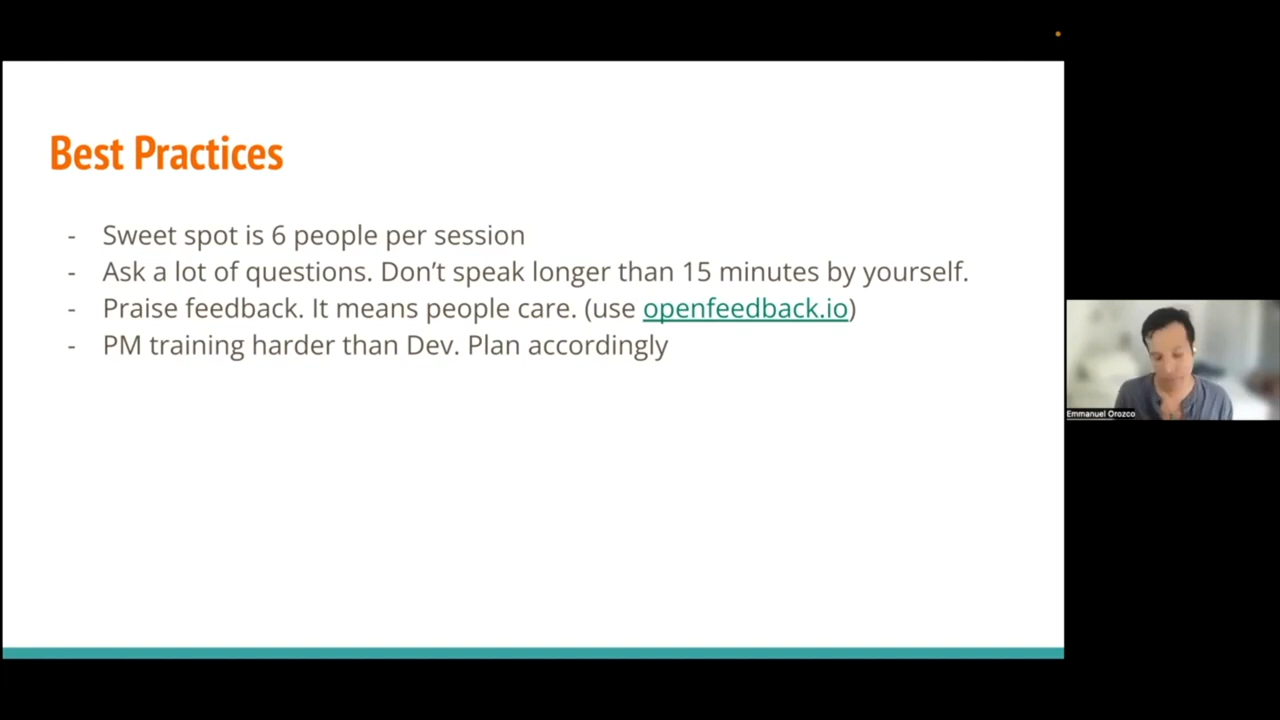 Best Practices
- Sweet spot is 6 people per session
- Ask a lot of questions. Don’t speak longer than 15 minutes by yourself.
- Praise feedback. It means people care. (use openfeedback.io)
- PM training harder than Dev. Plan accordingly
Emmanuel Orozco